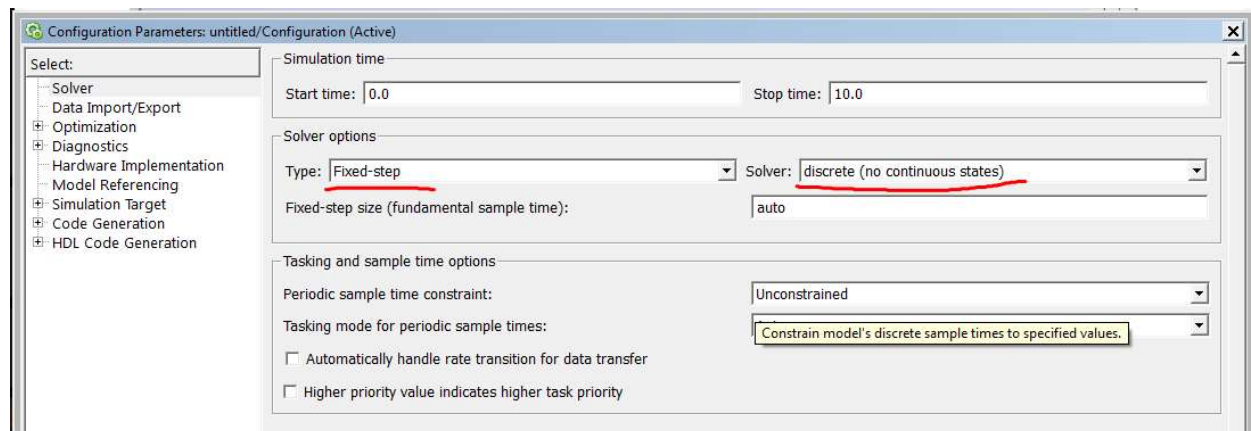 Configuration Parameters: untitled/Configuration (Active)
Select:
Solver
Data Import/Export
Optimization
Diagnostics
Hardware Implementation
Model Referencing
Simulation Target
Code Generation
HDL Code Generation
Simulation time
Start time: 0.0 Stop time: 10.0
Solver options
Type: Fixed-step Solver: discrete (no continuous states)
Fixed-step size (fundamental sample time): auto
Tasking and sample time options
Periodic sample time constraint: Unconstrained
Tasking mode for periodic sample times:
Constrain model's discrete sample times to specified values.
Automatically handle rate transition for data transfer
Higher priority value indicates higher task priority